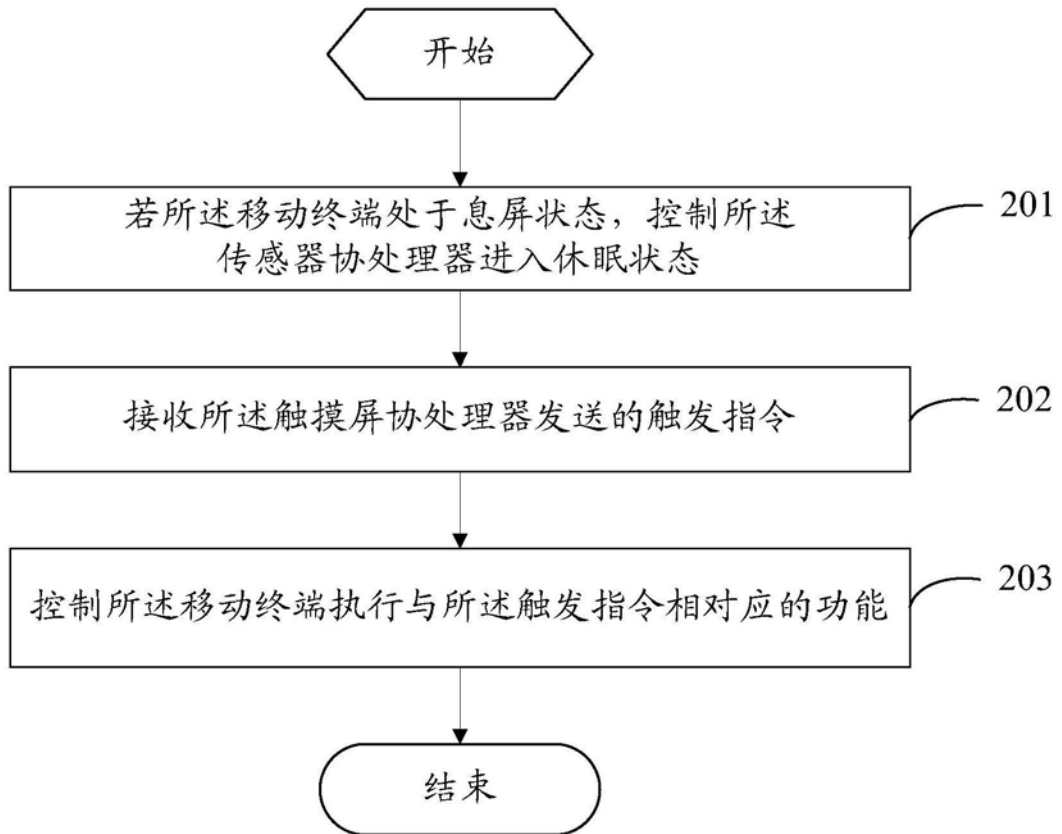 开始
若所述移动终端处于息屏状态，控制所述
传感器协处理器进入休眠状态
201
接收所述触摸屏协处理器发送的触发指令
202
控制所述移动终端执行与所述触发指令相对应的功能
203
结束